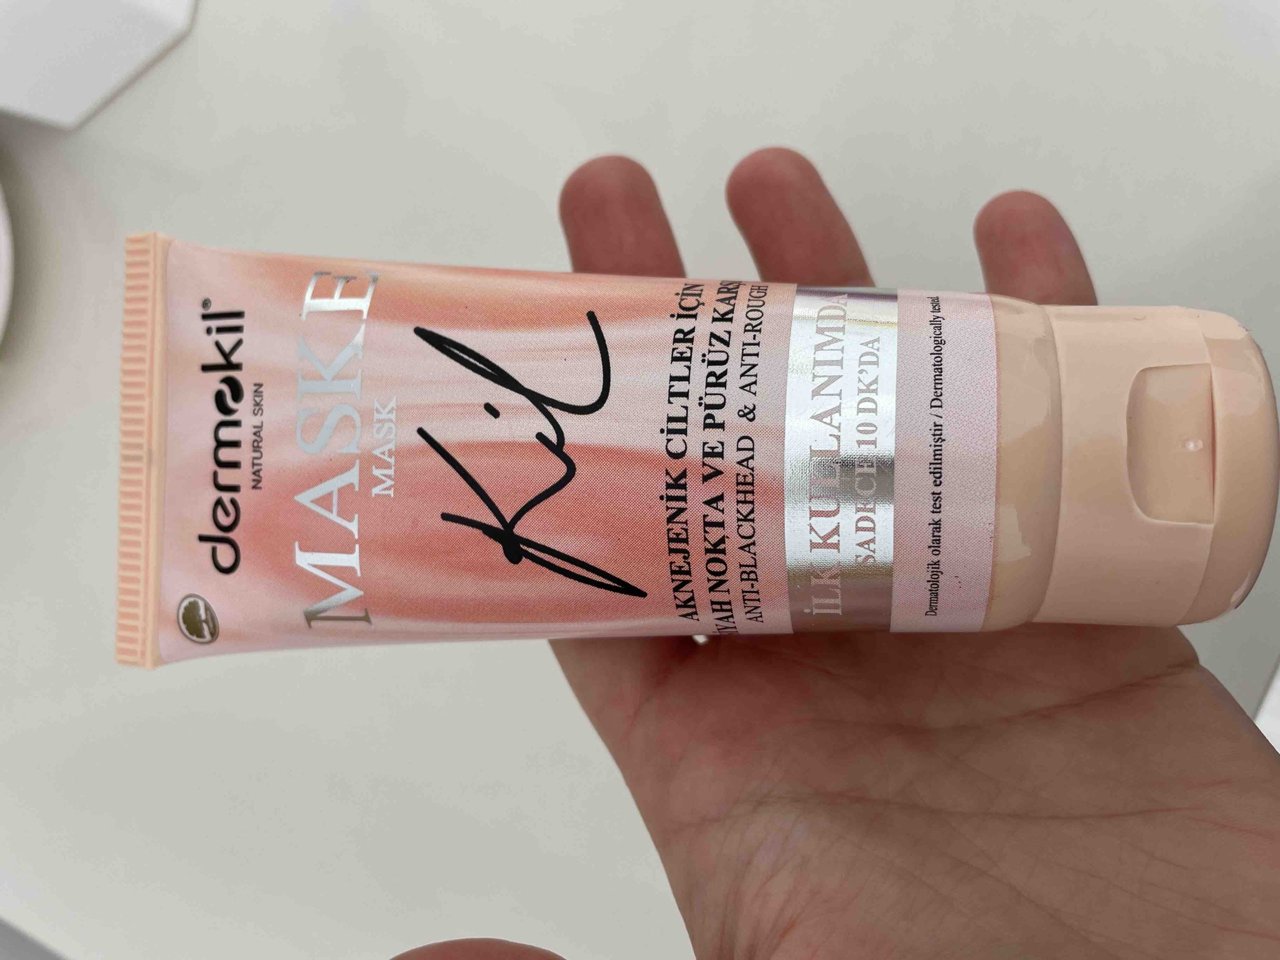 dermokil®
NATURAL SKIN
MASKE
MASK
Kil
AKNEJENİK CİLTLER İÇİN
NOKTA VE PÜRÜZ
ANTI-BLACKHEAD & ANTI-ROUGH
İLK KULLANIMDA
SADECE 10 DK'DA
Dermatolojik olarak test edilmiştir / Dermatologically tested